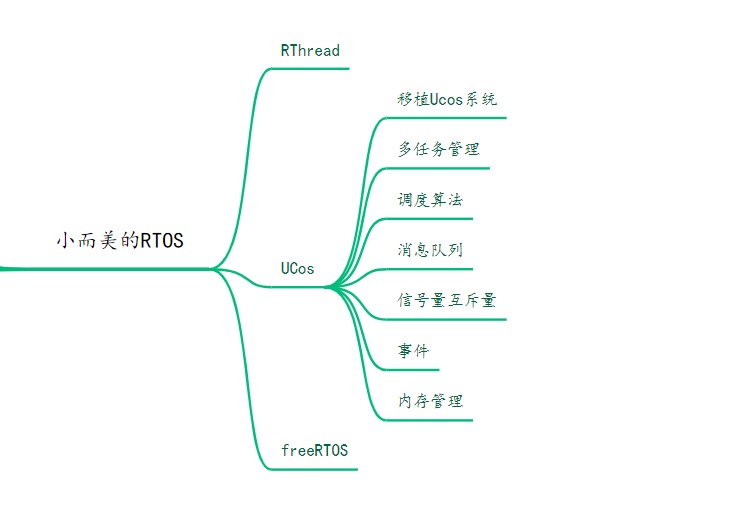 RThread
移植Ucos系统
多任务管理
调度算法
小而美的RTOS
消息队列
UCos
信号量互斥量
事件
内存管理
freeRTOS